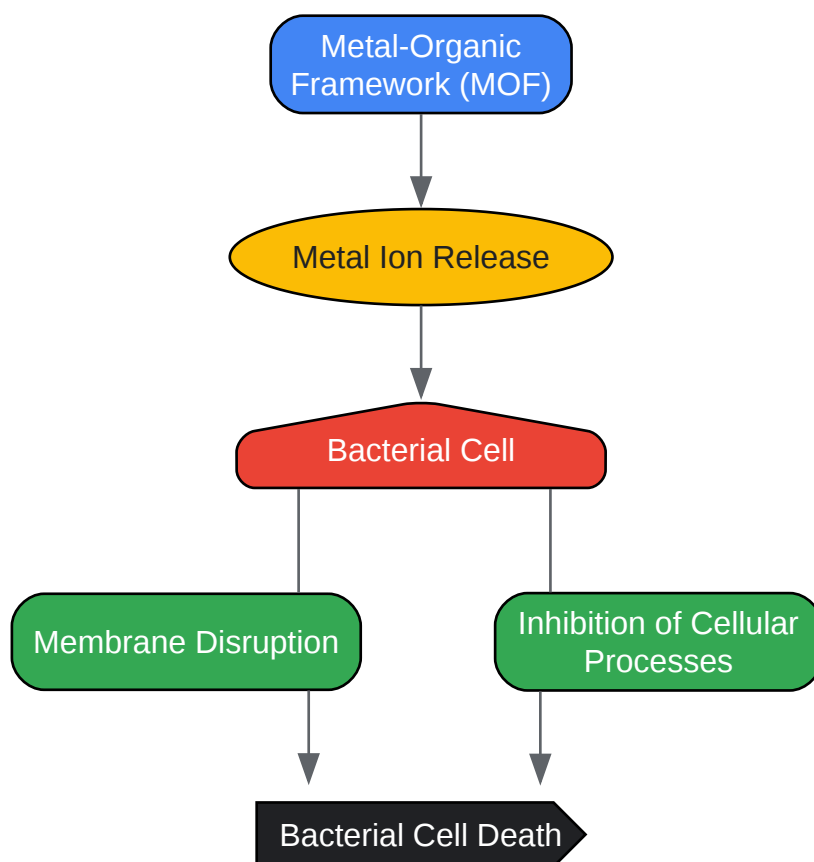 Metal-Organic
Framework (MOF)
Metal Ion Release
Bacterial Cell
Membrane Disruption
Inhibition of Cellular
Processes
Bacterial Cell Death